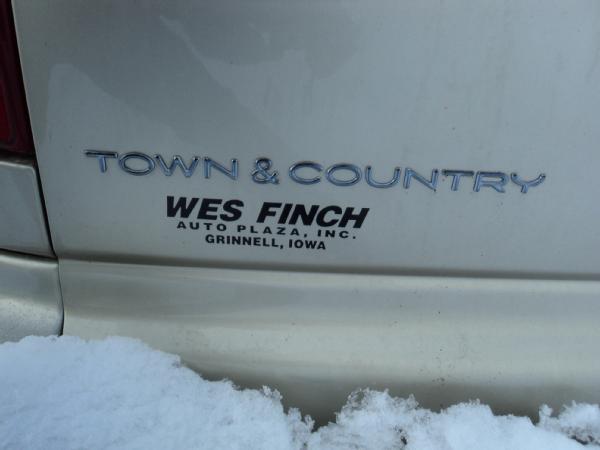 TOWN & COUNTRY
WES FINCH
AUTO PLAZA, INC.
GRINNELL, IOWA